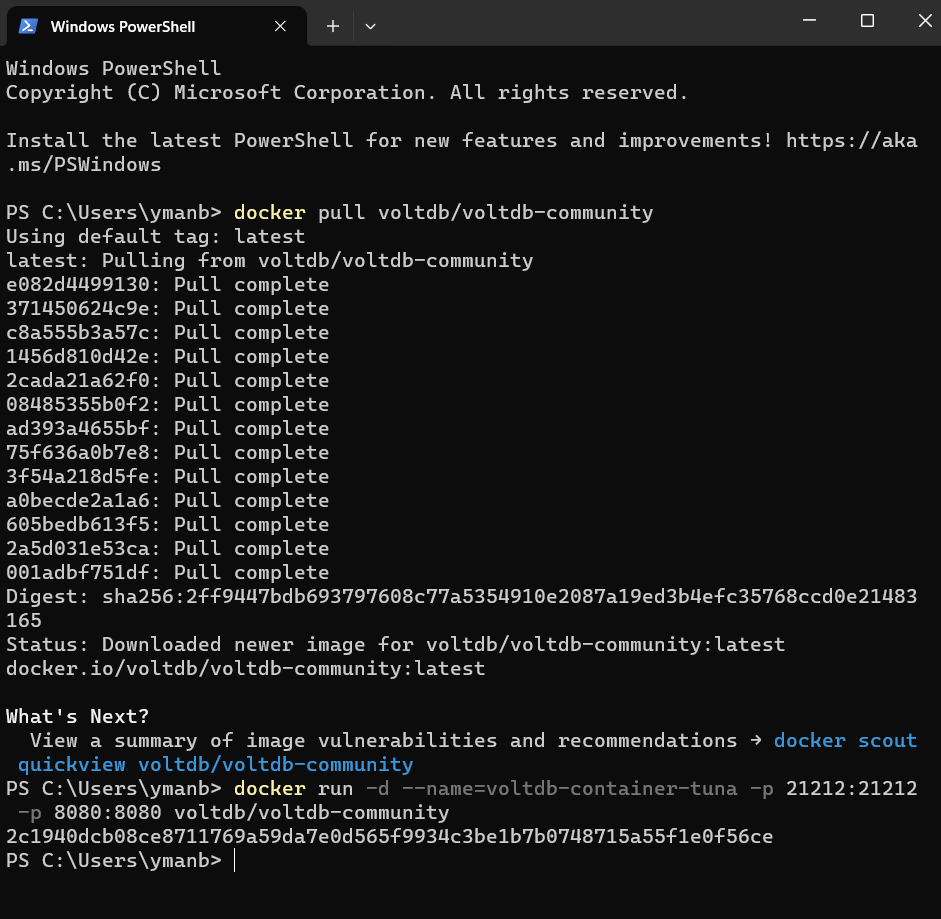 Windows PowerShell
Windows PowerShell
Copyright (C) Microsoft Corporation. All rights reserved.
Install the latest PowerShell for new features and improvements! https://aka
.ms/PSWindows
PS C:\Users\ymanb> docker pull voltdb/voltdb-community
Using default tag: latest
latest: Pulling from voltdb/voltdb-community
e082d4499130: Pull complete
371450624c9e: Pull complete
c8a555b3a57c: Pull complete
1456d810d42e: Pull complete
2cada21a62f0: Pull complete
08485355b0f2: Pull complete
ad393a4655bf: Pull complete
75f636a0b7e8: Pull complete
3f54a218d5fe: Pull complete
a0becde2a1a6: Pull complete
605bedb613f5: Pull complete
2a5d031e53ca: Pull complete
001adbf751df: Pull complete
Digest: sha256:2ff9447bdb693797608c77a5354910e2087a19ed3b4efc35768ccd0e21483
165
Status: Downloaded newer image for voltdb/voltdb-community:latest
docker.io/voltdb/voltdb-community:latest
What's Next?
  View a summary of image vulnerabilities and recommendations → docker scout
 quickview voltdb/voltdb-community
PS C:\Users\ymanb> docker run -d --name=voltdb-container-tuna -p 21212:21212
 -p 8080:8080 voltdb/voltdb-community
2c1940dcb08ce8711769a59da7e0d565f9934c3be1b7b0748715a55f1e0f56ce
PS C:\Users\ymanb>